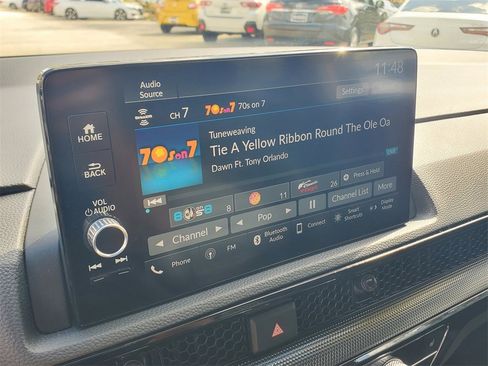 Audio
Source
11:48
Settings
CH 7
70s on 7
70s on 7
HOME
BACK
VOL
AUDIO
70s on 7
Tuneweaving
Tie A Yellow Ribbon Round The Ole Oa
Dawn Ft. Tony Orlando
8
11
26
Press & Hold
Channel
Pop
Channel List
More
Phone
FM
Bluetooth
Audio
Connect
Smart
Shortcuts
Display
Mode